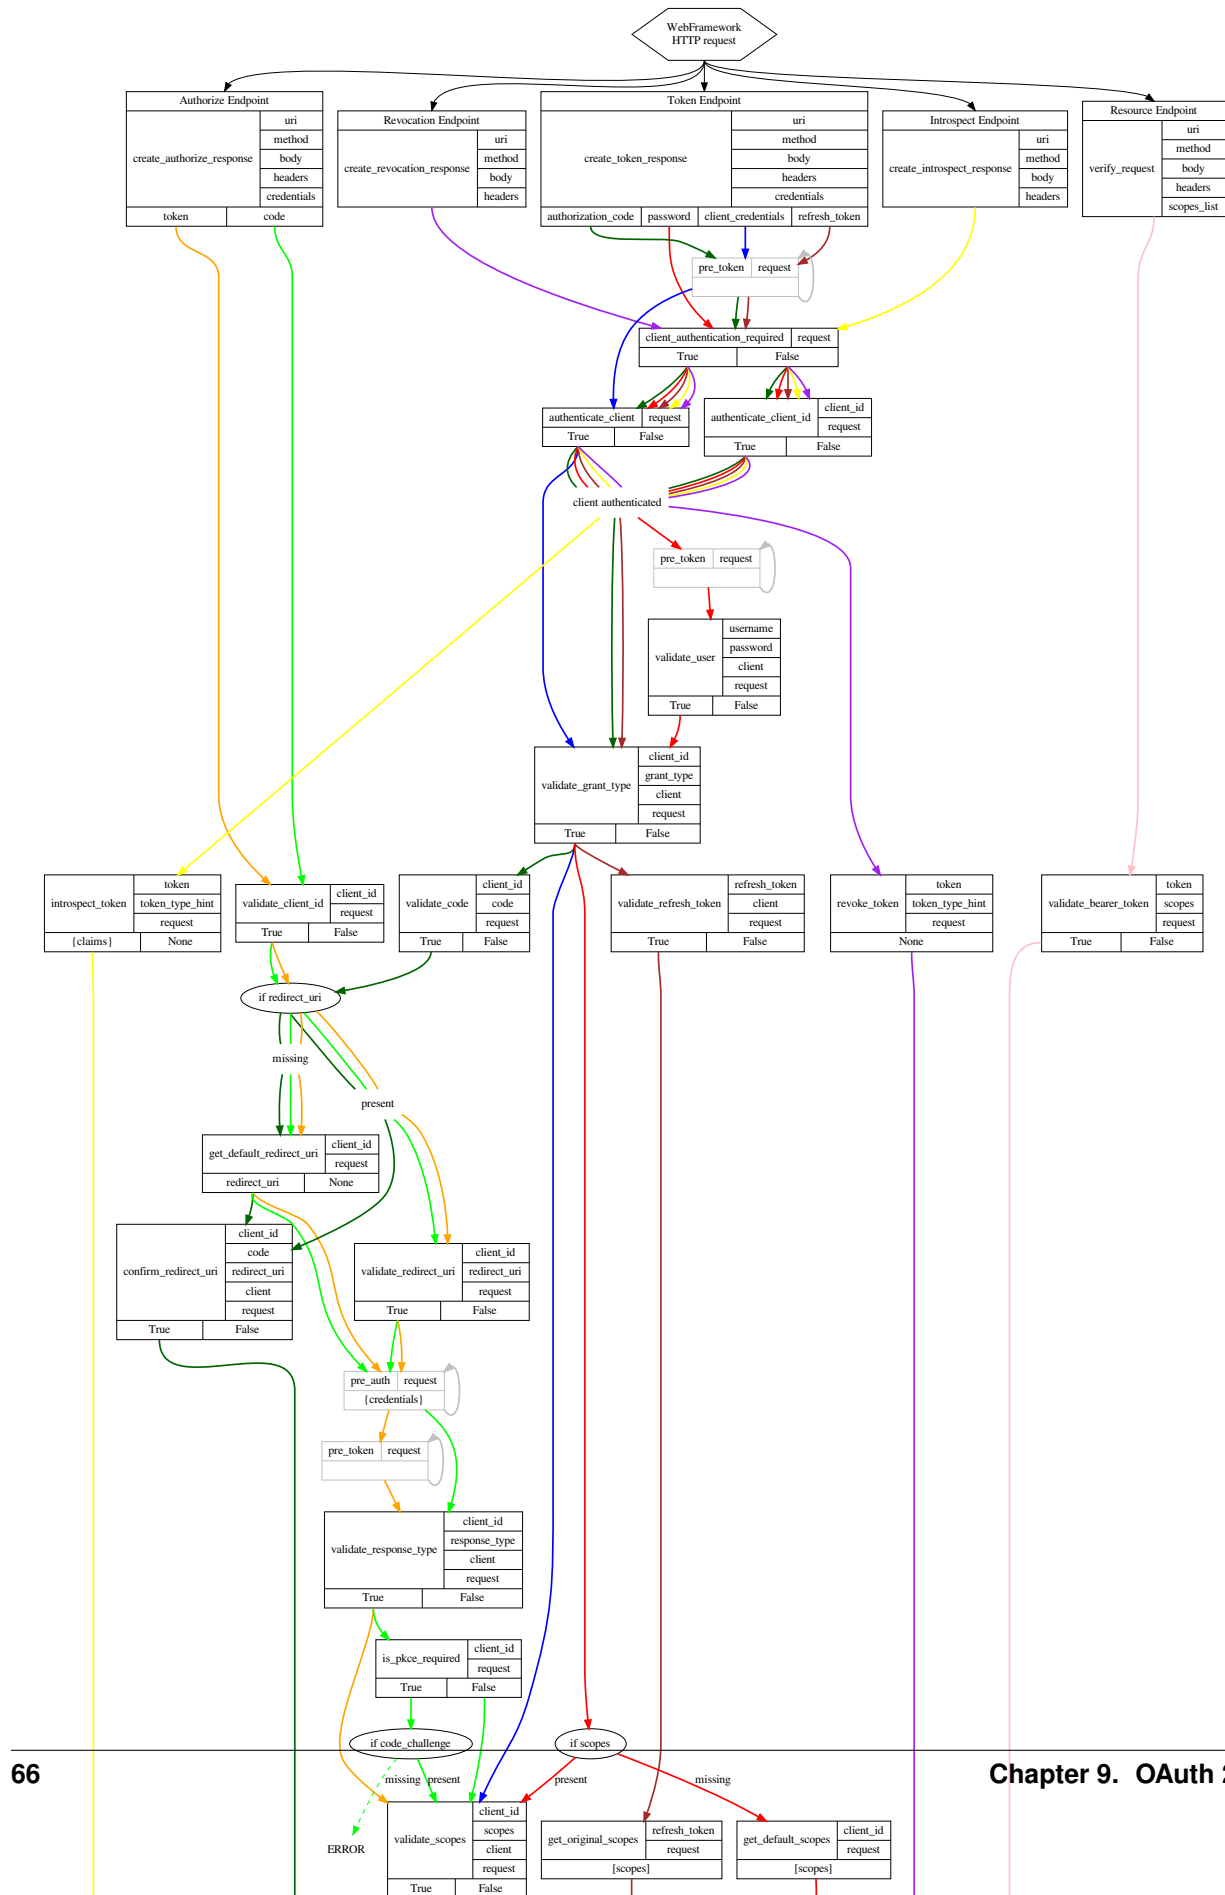 WebFramework
HTTP request
Authorize Endpoint
create_authorize_response
uri
method
body
headers
credentials
token
code
Revocation Endpoint
create_revocation_response
uri
method
body
headers
Token Endpoint
create_token_response
uri
method
body
headers
credentials
authorization_code
password
client_credentials
refresh_token
Introspect Endpoint
create_introspect_response
uri
method
body
headers
Resource Endpoint
verify_request
uri
method
body
headers
scopes_list
pre_token
request
client_authentication_required
request
True
False
authenticate_client
request
True
False
authenticate_client_id
client_id
request
True
False
client authenticated
pre_token
request
validate_user
username
password
client
request
True
False
validate_grant_type
client_id
grant_type
client
request
True
False
introspect_token
token
token_type_hint
request
{claims}
None
validate_client_id
client_id
request
True
False
validate_code
client_id
code
request
True
False
validate_refresh_token
refresh_token
client
request
True
False
revoke_token
token
token_type_hint
request
None
validate_bearer_token
token
scopes
request
True
False
if redirect_uri
missing
present
get_default_redirect_uri
client_id
request
redirect_uri
None
confirm_redirect_uri
client_id
code
redirect_uri
client
request
True
False
validate_redirect_uri
client_id
redirect_uri
request
True
False
pre_auth
request
{credentials}
pre_token
request
validate_response_type
client_id
response_type
client
request
True
False
is_pkce_required
client_id
request
True
False
if code_challenge
if scopes
66
Chapter 9. OAuth 2
missing
present
present
missing
ERROR
validate_scopes
client_id
scopes
client
request
True
False
get_original_scopes
refresh_token
request
[scopes]
get_default_scopes
client_id
request
[scopes]